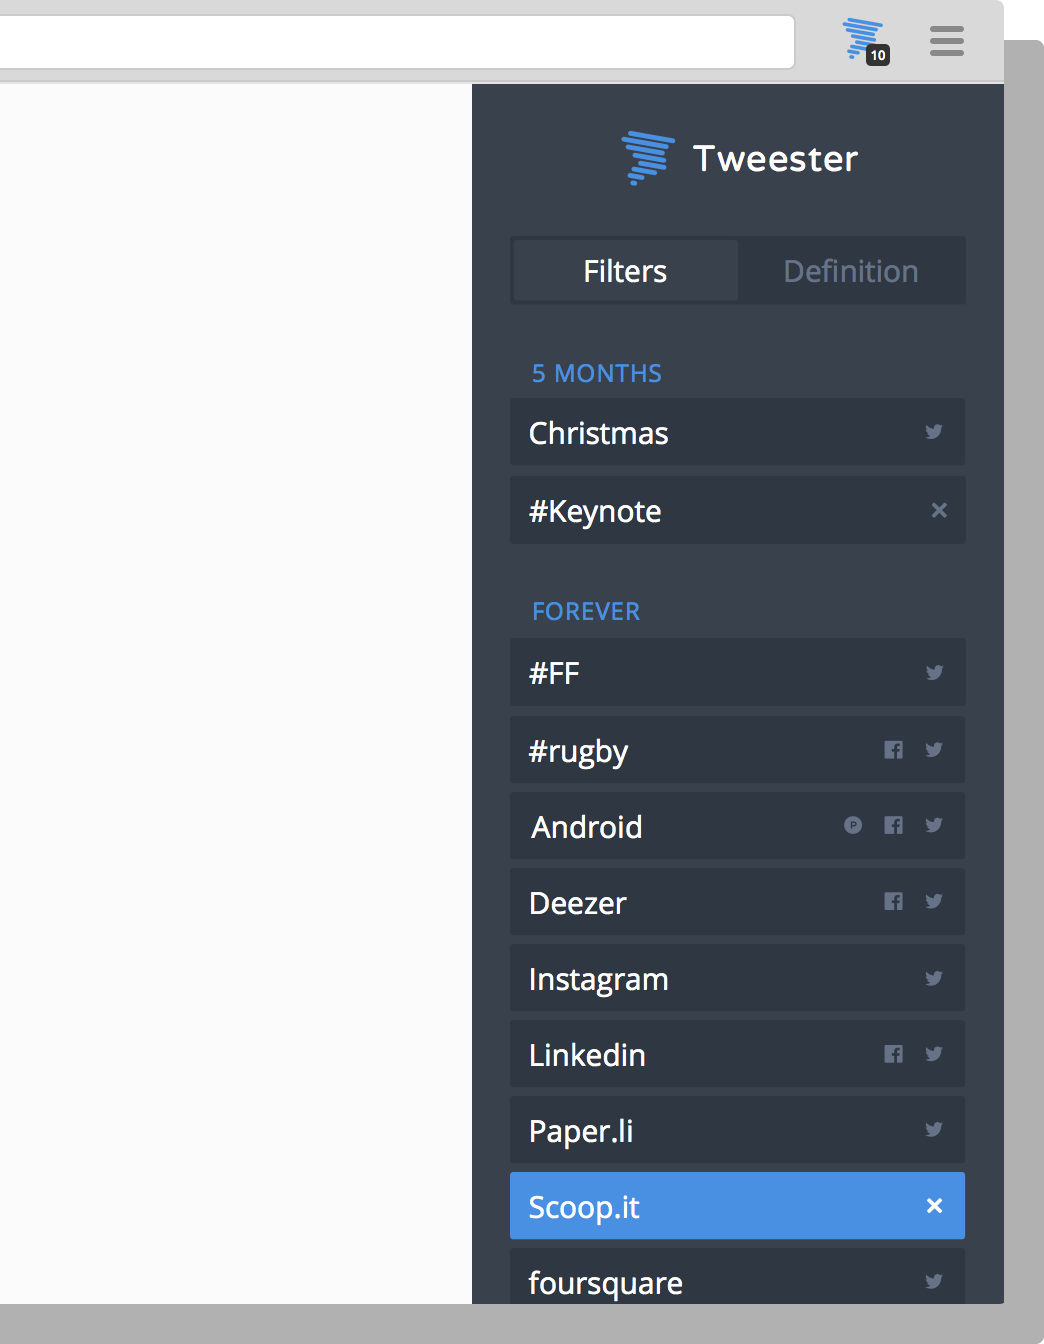 10
Tweester
Filters
Definition
5 MONTHS
Christmas
#Keynote
FOREVER
#FF
#rugby
Android
P
Deezer
Instagram
Linkedin
Paper.li
Scoop.it
foursquare